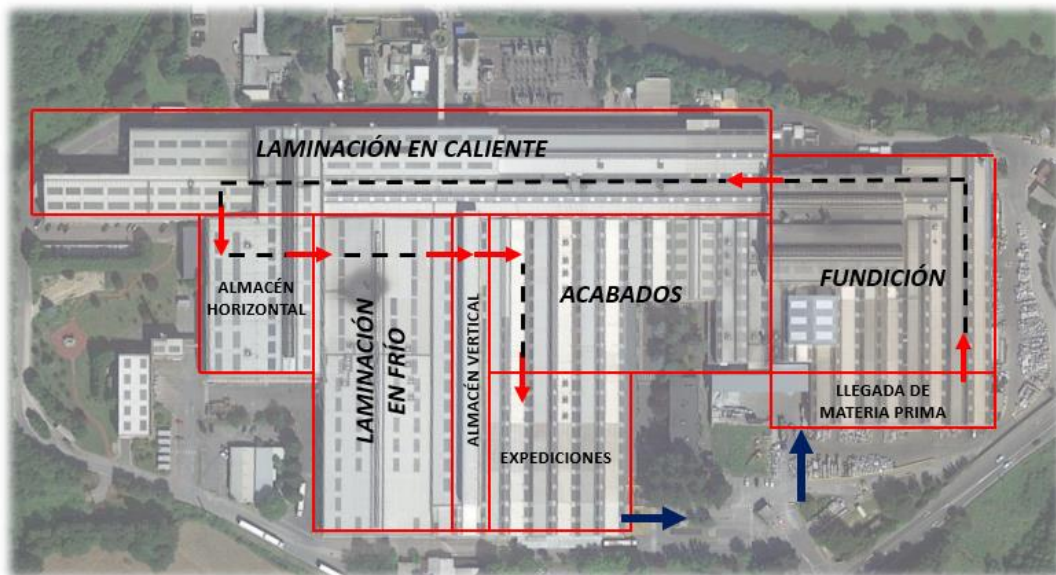 LAMINACIÓN EN CALIENTE
ALMACÉN
HORIZONTAL
LAMINACIÓN
EN FRÍO
ALMACÉN VERTICAL
ACABADOS
EXPEDICIONES
FUNDICIÓN
LLEGADA DE
MATERIA PRIMA